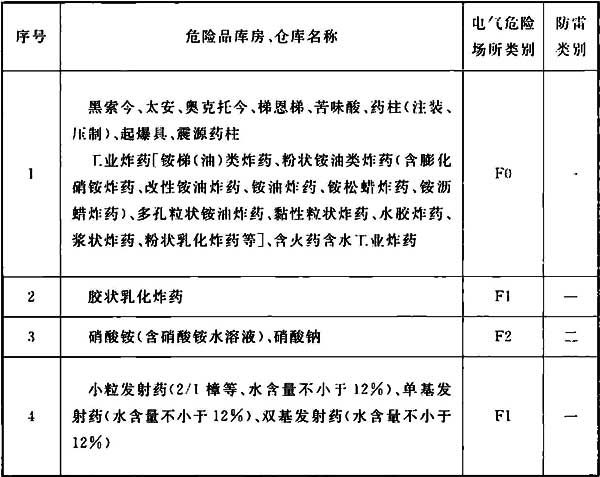 序号
危险品库房、仓库名称
电气危险
场所类别
防雷
类别
1
黑索今、太安、奥克托今、梯恩梯、苦味酸、药柱(注装、
压制)、起爆具、震源药柱
工业炸药[铵梯(油)类炸药、粉状铵油类炸药(含膨化
硝铵炸药、改性铵油炸药、铵油炸药、铵松蜡炸药、铵沥
蜡炸药)、多孔粒状铵油炸药、黏性粒状炸药、水胶炸药、
浆状炸药、粉状乳化炸药等]、含火药含水工业炸药
F0
2
胶状乳化炸药
F1
一
3
硝酸铵(含硝酸铵水溶液)、硝酸钠
F2
二
4
小粒发射药(2/1樟等、水含量不小于12%)、单基发
射药(水含量不小于12%)、双基发射药(水含量不小于
12%)
F1
一